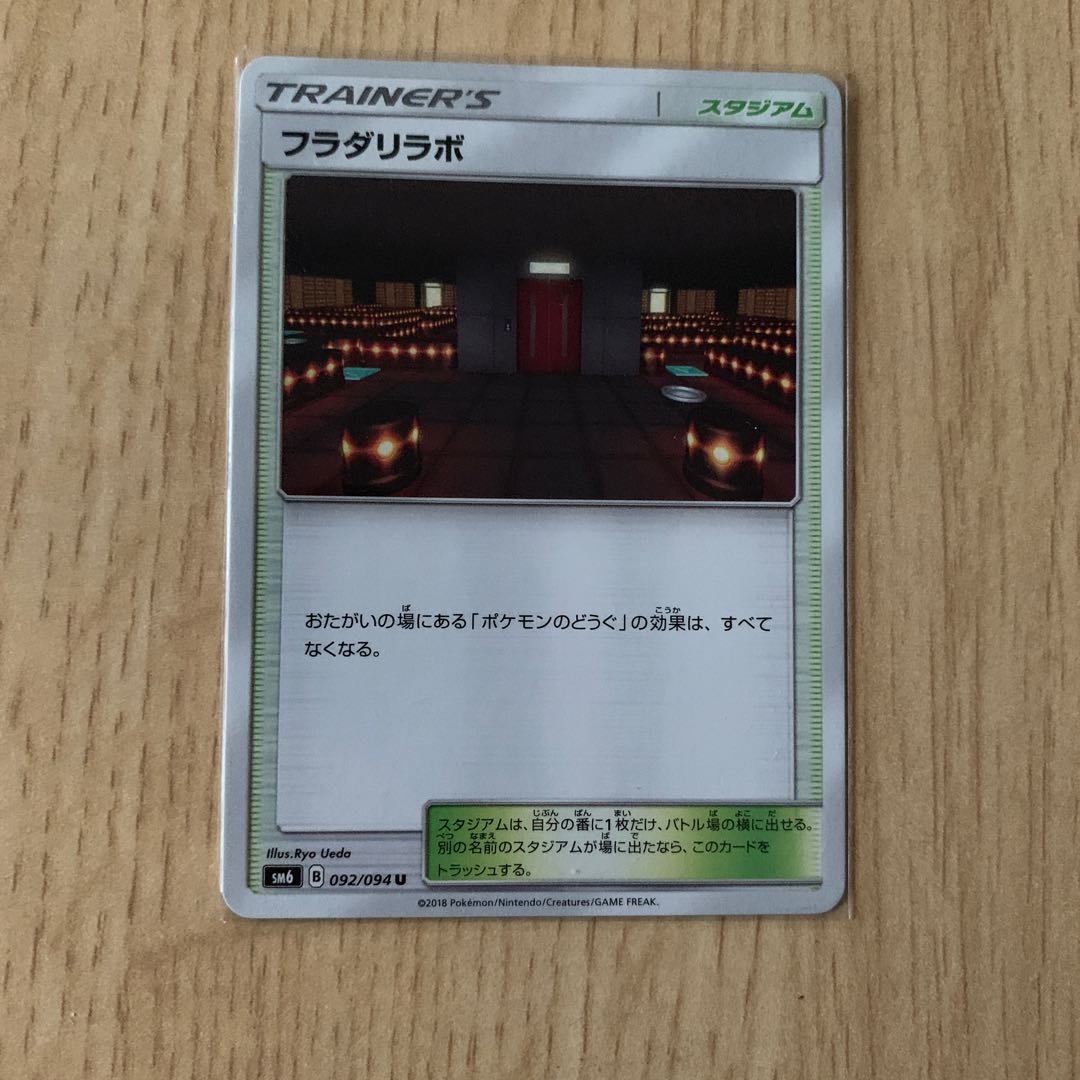 TRAINER'S
スタジアム
フラダリラボ
おたがいの場にある「ポケモンのどうぐ」の効果は、すべて
なくなる。
スタジアムは、自分の番に1枚だけ、バトル場の横に出せる。
別の名前のスタジアムが場に出たなら、このカードを
トラッシュする。
Illus.Ryo Ueda
SM6 B 092/094 U
©2018 Pokémon/Nintendo/Creatures/GAME FREAK.